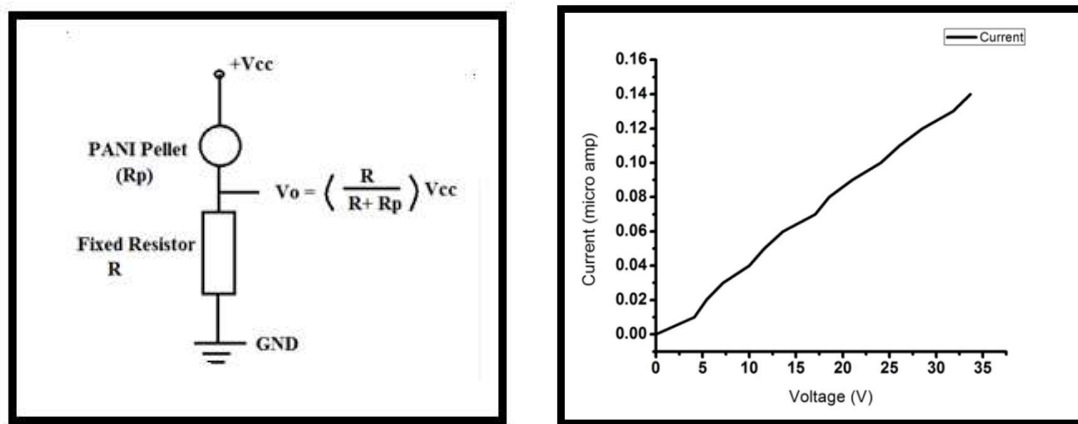 +Vcc
PANI Pellet
(Rp)
Vo = ( R / R+ Rp ) Vcc
Fixed Resistor
R
GND
Current
0.16
0.14
0.12
0.10
0.08
0.06
0.04
0.02
0.00
Current (micro amp)
0 5 10 15 20 25 30 35
Voltage (V)